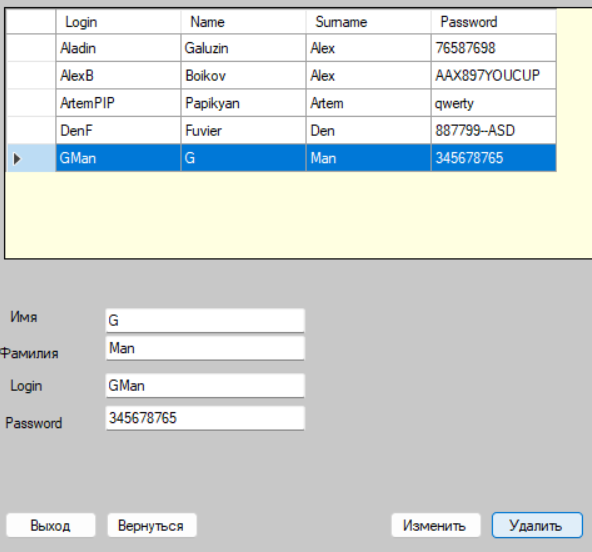 Login Name Surname Password
Aladin Galuzin Alex 76587698
AlexB Boikov Alex AAX897YOUCUP
ArtemPIP Papikyan Artem qwerty
DenF Fuvier Den 887799--ASD
GMan G Man 345678765
Имя G
Фамилия Man
Login GMan
Password 345678765
Выход Вернуться Изменить Удалить